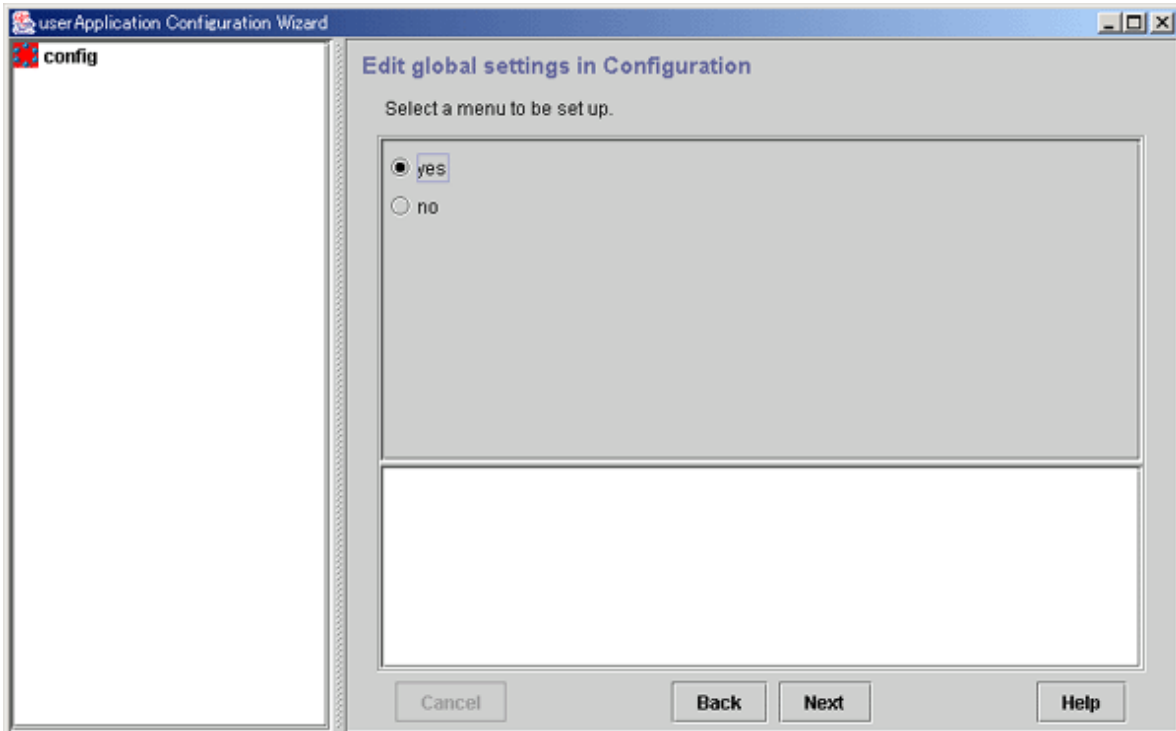 userApplication Configuration Wizard
config
Edit global settings in Configuration
Select a menu to be set up.
yes
no
Cancel
Back
Next
Help